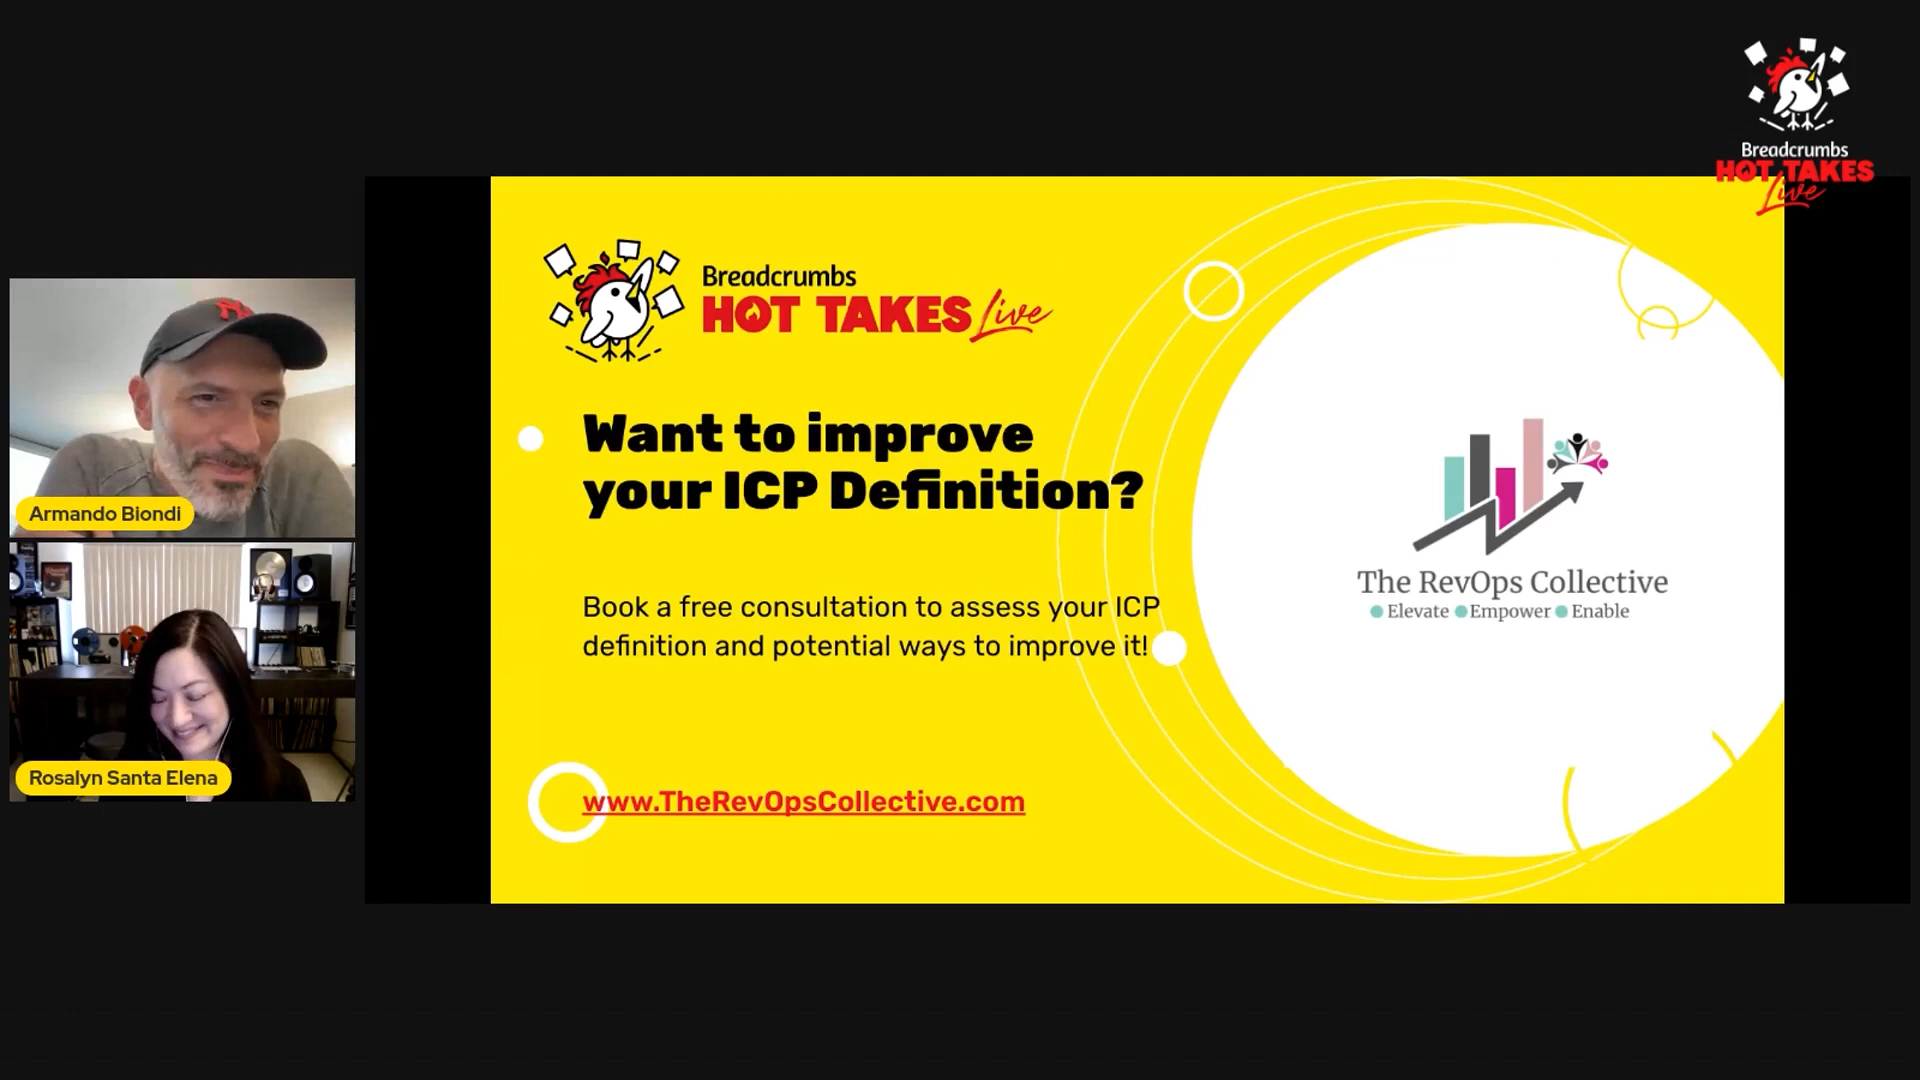 Breadcrumbs
HOT TAKES
Live
Breadcrumbs
HOT TAKES Live
Want to improve
your ICP Definition?
Book a free consultation to assess your ICP
definition and potential ways to improve it!
www.TheRevOpsCollective.com
The RevOps Collective
Elevate Empower Enable
Armando Biondi
Rosalyn Santa Elena